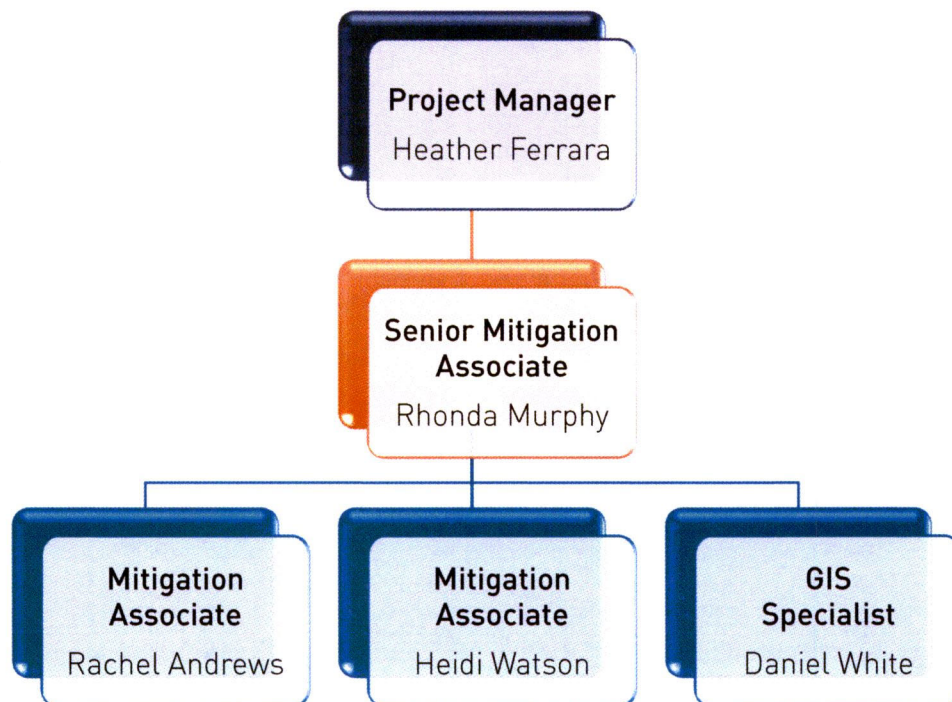 Project Manager
Heather Ferrara
Senior Mitigation
Associate
Rhonda Murphy
Mitigation
Associate
Rachel Andrews
Mitigation
Associate
Heidi Watson
GIS
Specialist
Daniel White